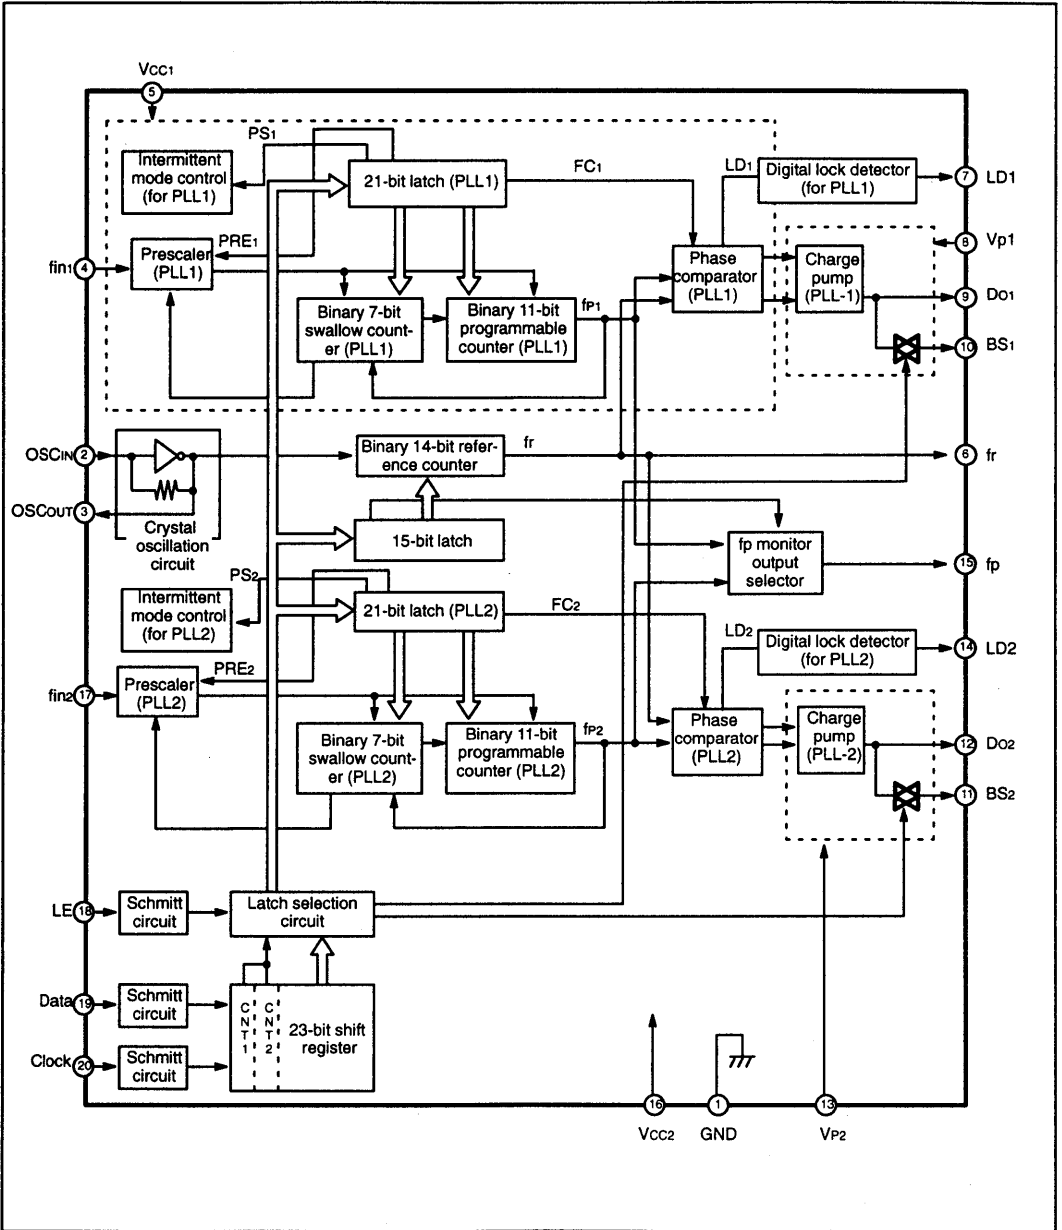 VCC1
5
PS1
Intermittent
mode control
(for PLL1)
21-bit latch (PLL1)
FC1
LD1
Digital lock detector
(for PLL1)
7
LD1
PRE1
fin1
4
Prescaler
(PLL1)
Phase
comparator
(PLL1)
Charge
pump
(PLL-1)
8
Vp1
9
DO1
Binary 7-bit
swallow count-
er (PLL1)
Binary 11-bit
programmable
counter (PLL1)
fP1
10
BS1
OSCIN
2
OSCOUT
3
Crystal
oscillation
circuit
Binary 14-bit refer-
ence counter
fr
6
fr
15-bit latch
fp monitor
output
selector
15
fp
PS2
Intermittent
mode control
(for PLL2)
21-bit latch (PLL2)
FC2
LD2
Digital lock detector
(for PLL2)
14
LD2
PRE2
fin2
17
Prescaler
(PLL2)
Phase
comparator
(PLL2)
Charge
pump
(PLL-2)
12
DO2
Binary 7-bit
swallow count-
er (PLL2)
Binary 11-bit
programmable
counter (PLL2)
fP2
11
BS2
LE
18
Schmitt
circuit
Latch selection
circuit
Data
19
Schmitt
circuit
CNT1
CNT2
23-bit shift
register
Clock
20
Schmitt
circuit
16
1
13
VCC2
GND
VP2